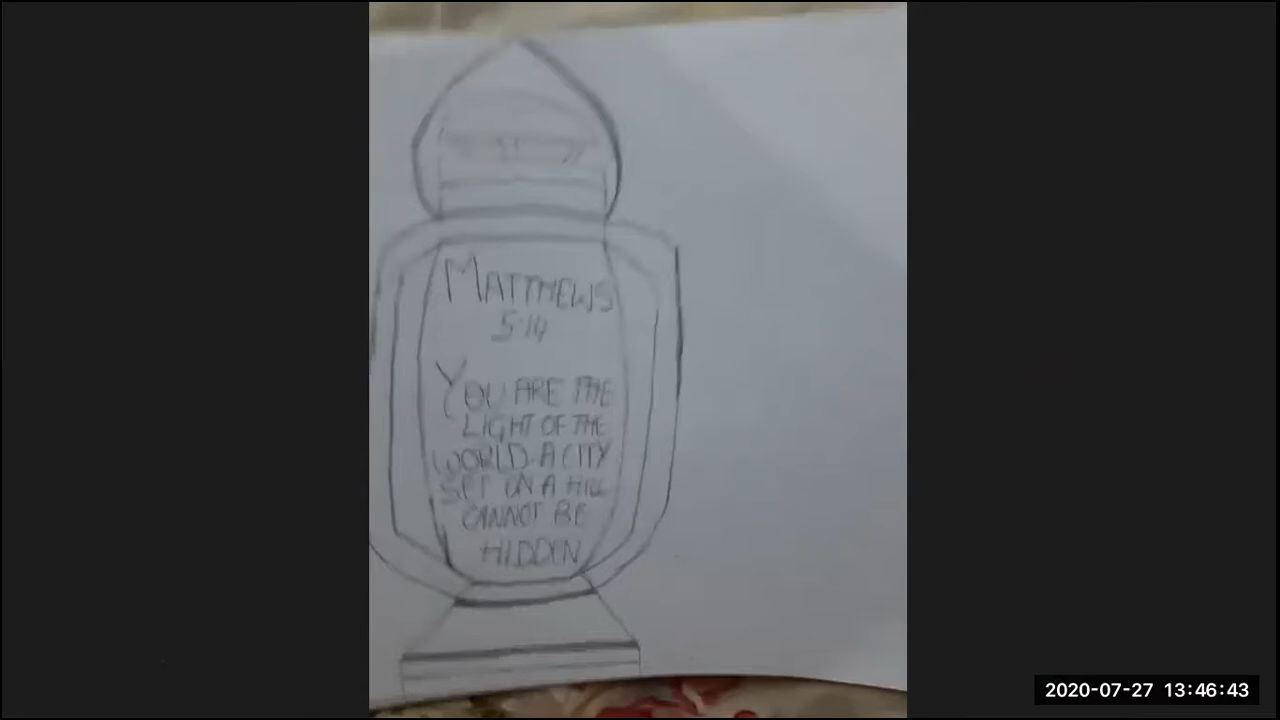 MATTHEWS
5:14
YOU ARE THE
LIGHT OF THE
WORLD. A CITY
SET ON A HILL
CANNOT BE
HIDDEN
2020-07-27 13:46:43